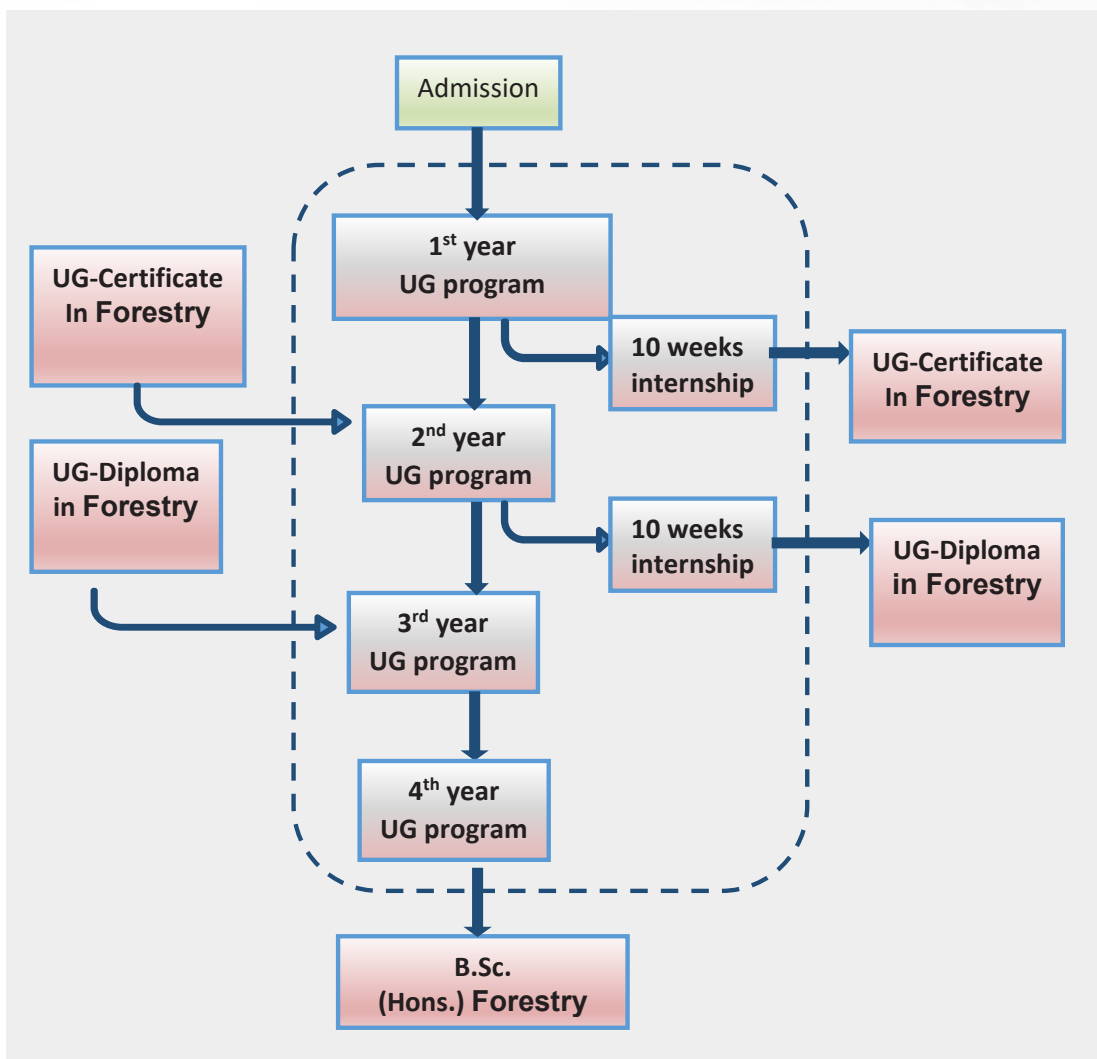 Admission
1st year
UG program
UG-Certificate
In Forestry
10 weeks
internship
UG-Certificate
In Forestry
2nd year
UG program
UG-Diploma
in Forestry
10 weeks
internship
UG-Diploma
in Forestry
3rd year
UG program
4th year
UG program
B.Sc.
(Hons.) Forestry